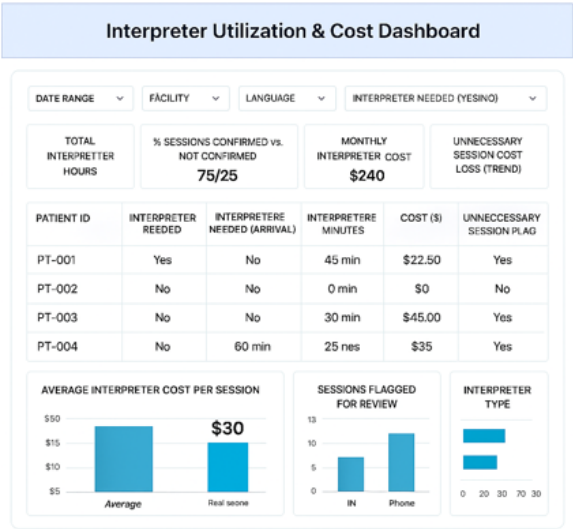 Interpreter Utilization & Cost Dashboard
DATE RANGE
FÁCILITY
LANGUAGE
INTERPRETER NEEDED (YESINO)
TOTAL
INTERPRETTER
HOURS
% SESSIONS CONFIRMED vs.
NOT CONFIRMED
75/25
MONTHLY
INTERPRETER COST
$240
UNNECESSARY
SESSION COST
LOSS (TREND)
PATIENT ID
INTERPRETER
REEDED
INTERPRETERE
NEEDED (ARRIVAL)
INTERPRETERE
MINUTES
COST ($)
UNNECCESSARY
SESSION PLAG
PT-001 Yes No 45 min $22.50 Yes
PT-002 No No 0 min $0 No
PT-003 No No 30 min $45.00 Yes
PT-004 No 60 min 25 nes $35 Yes
AVERAGE INTERPRETER COST PER SESSION
$50
$15
$10
$5
$30
Average
Real seone
SESSIONS FLAGGED
FOR REVIEW
13
10
5
0
IN
Phone
INTERPRETER
TYPE
0 20 30 70 30